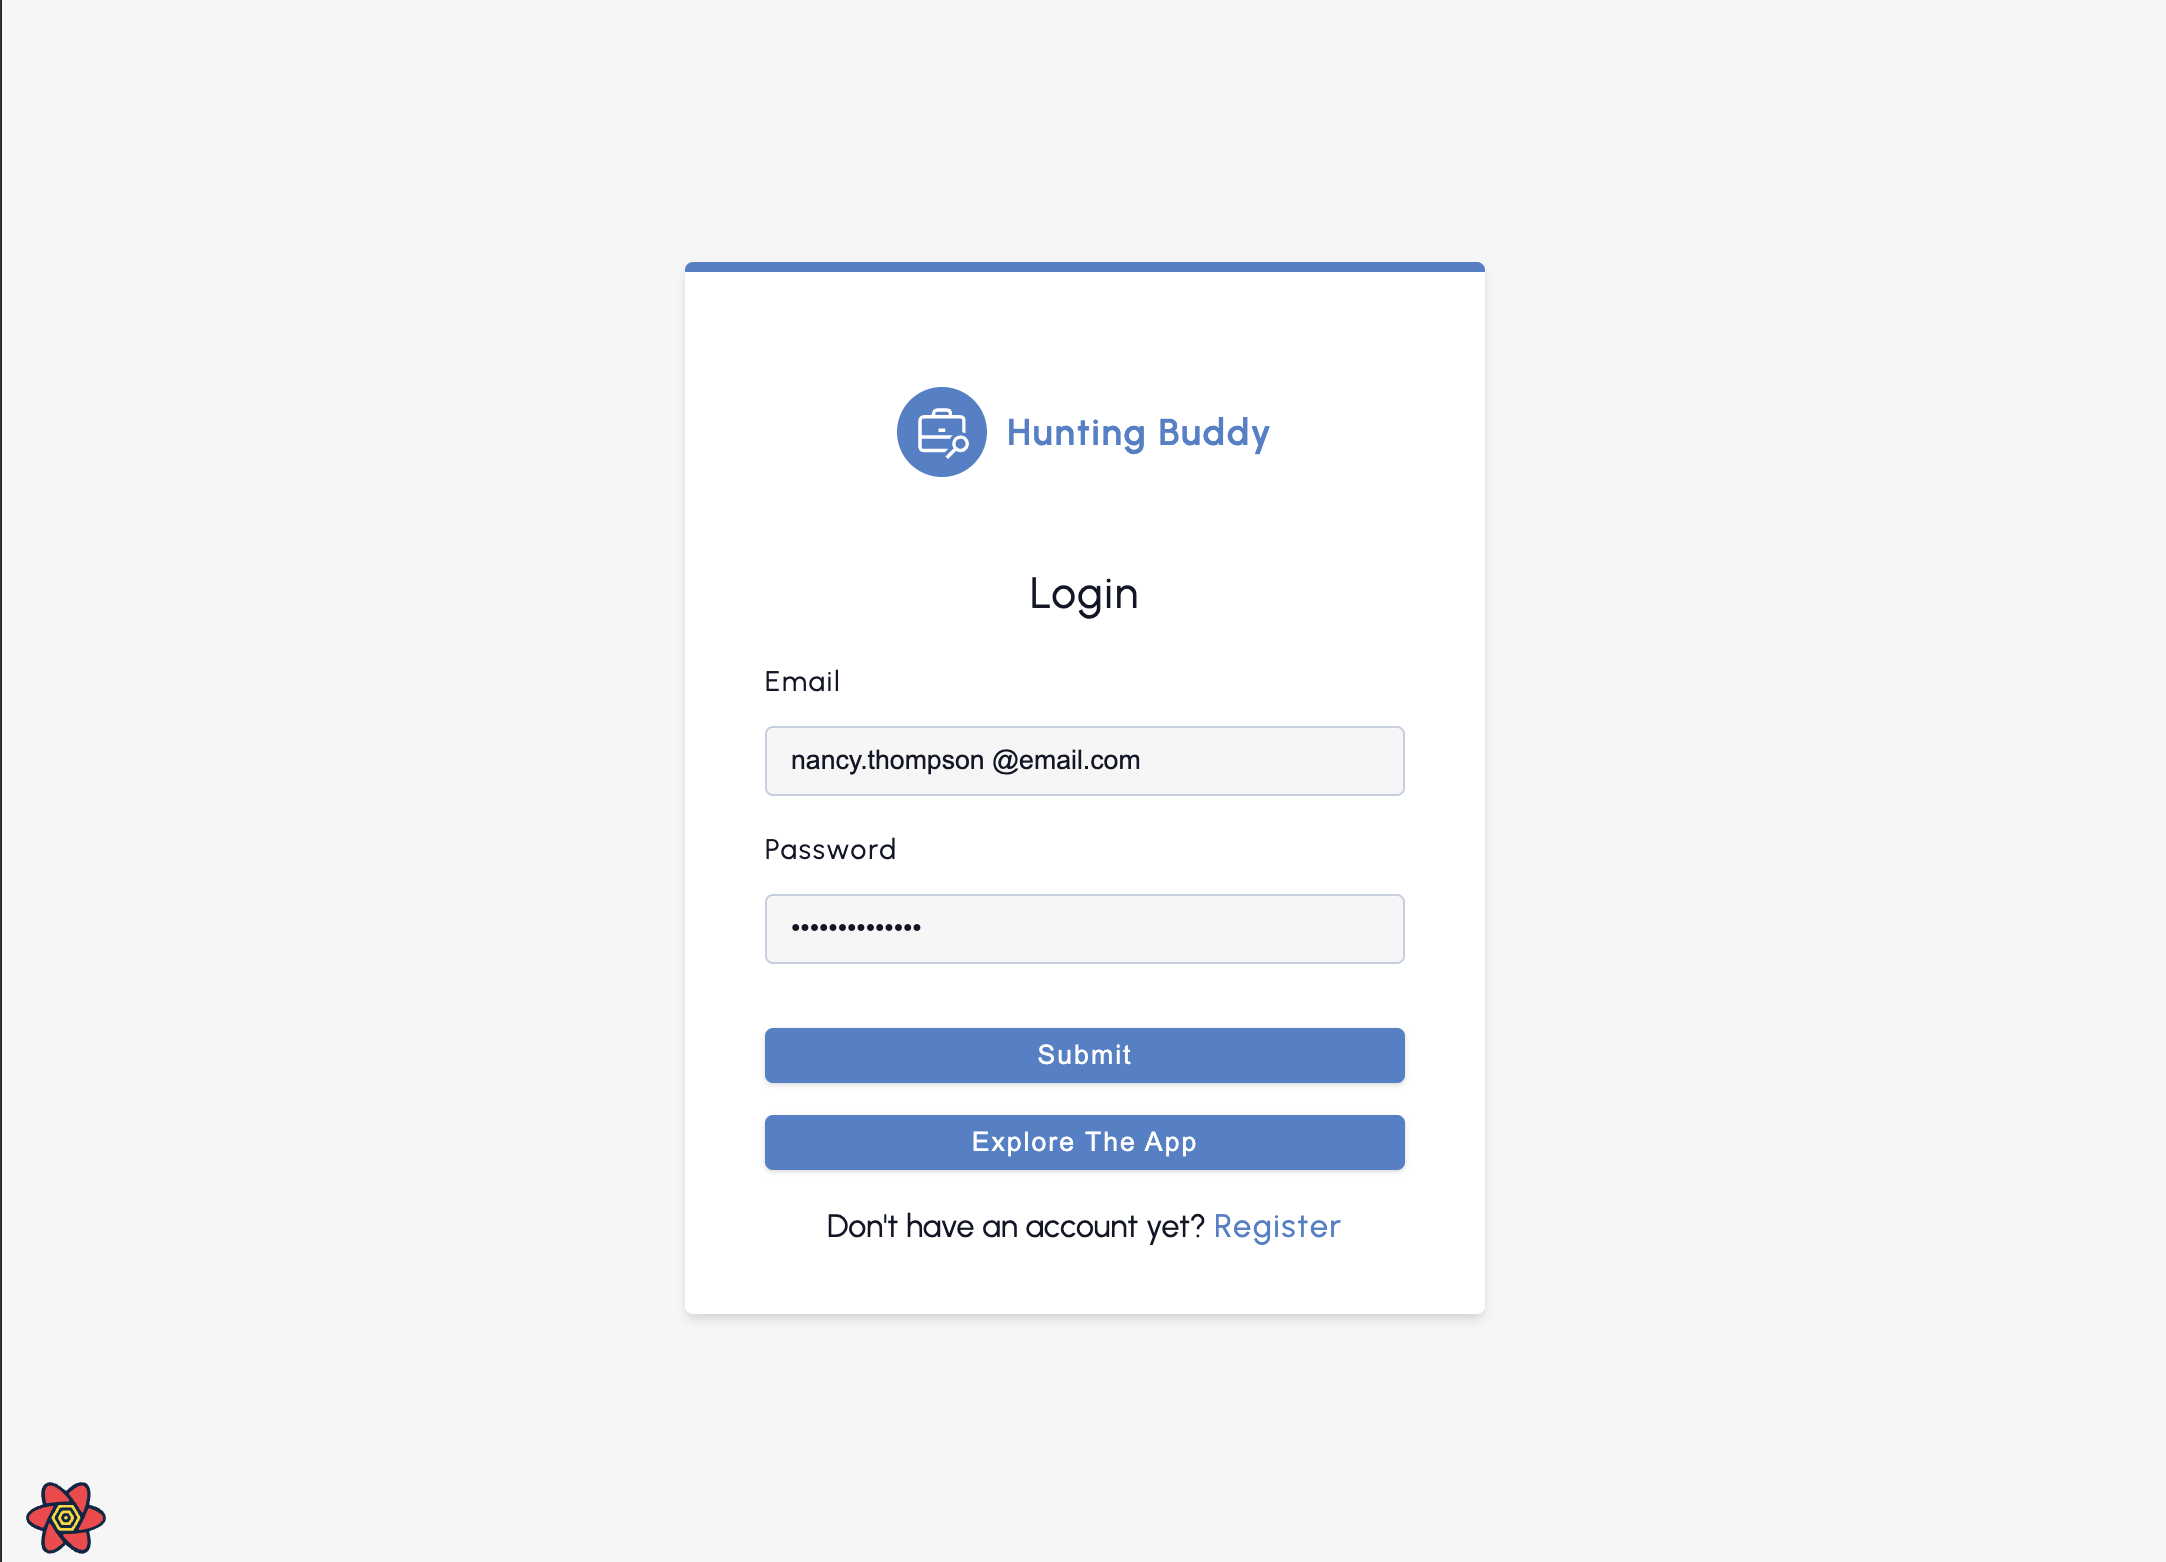 Hunting Buddy
Login
Email
nancy.thompson @email.com
Password
••••••••••••••
Submit
Explore The App
Don't have an account yet? Register